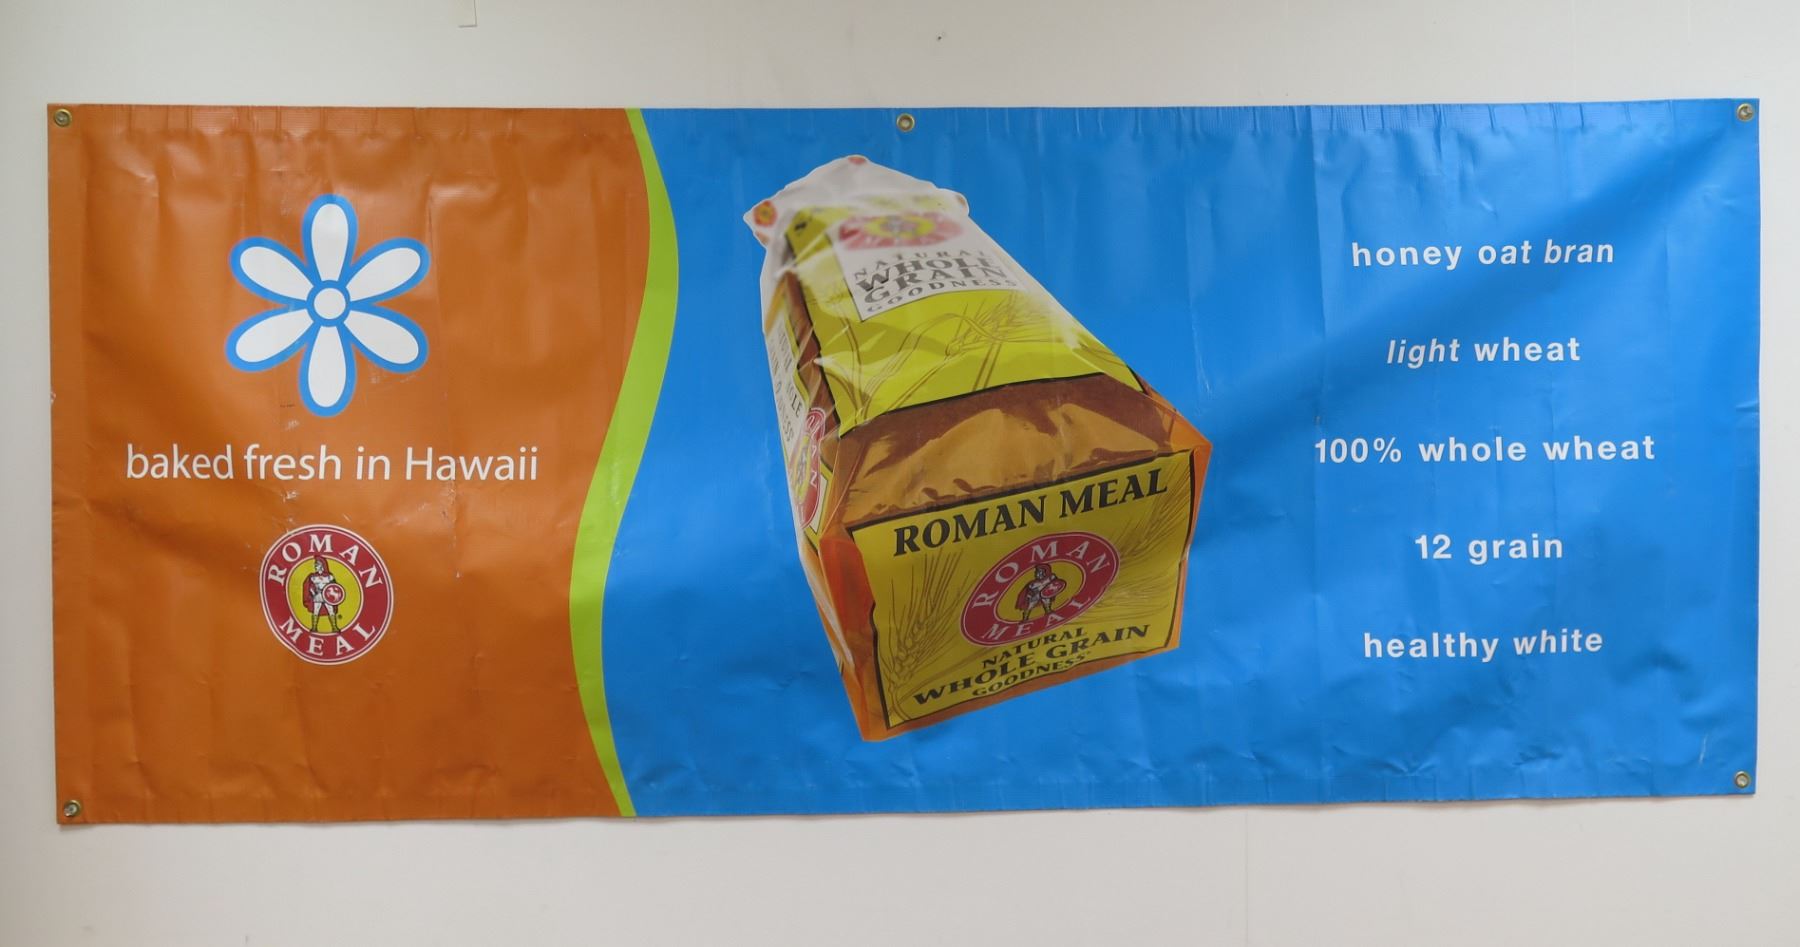 baked fresh in Hawaii
ROMAN
MEAL
NATURAL
WHOLE
GRAIN
GOODNESS
ROMAN MEAL
ROMAN
MEAL
NATURAL
WHOLE GRAIN
GOODNESS
honey oat bran
light wheat
100% whole wheat
12 grain
healthy white